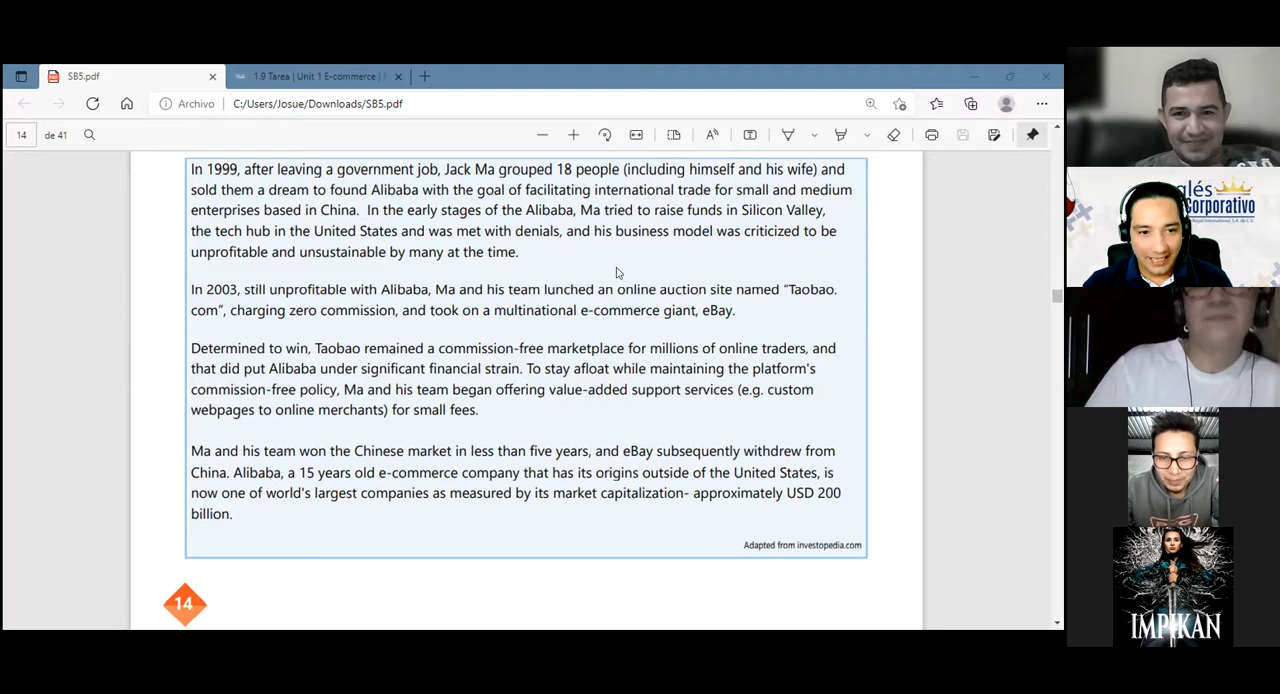 SB5.pdf
1.9 Tarea | Unit 1 E-commerce |
Archivo
C:/Users/Josue/Downloads/SB5.pdf
14
de 41
In 1999, after leaving a government job, Jack Ma grouped 18 people (including himself and his wife) and
sold them a dream to found Alibaba with the goal of facilitating international trade for small and medium
enterprises based in China. In the early stages of the Alibaba, Ma tried to raise funds in Silicon Valley,
the tech hub in the United States and was met with denials, and his business model was criticized to be
unprofitable and unsustainable by many at the time.
In 2003, still unprofitable with Alibaba, Ma and his team lunched an online auction site named "Taobao.
com", charging zero commission, and took on a multinational e-commerce giant, eBay.
Determined to win, Taobao remained a commission-free marketplace for millions of online traders, and
that did put Alibaba under significant financial strain. To stay afloat while maintaining the platform's
commission-free policy, Ma and his team began offering value-added support services (e.g. custom
webpages to online merchants) for small fees.
Ma and his team won the Chinese market in less than five years, and eBay subsequently withdrew from
China. Alibaba, a 15 years old e-commerce company that has its origins outside of the United States, is
now one of world's largest companies as measured by its market capitalization- approximately USD 200
billion.
Adapted from investopedia.com
14
glés
Corporativo
Royal International, S.A. de C.V.
IMPIKAN